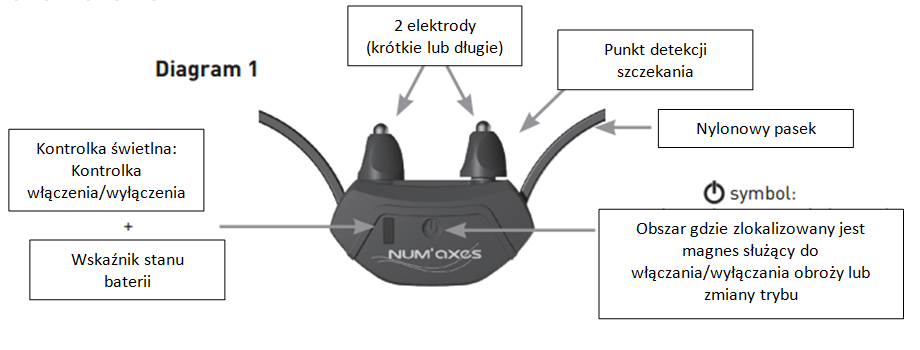 2 elektrody
(krótkie lub długie)
Punkt detekcji
szczekania
Diagram 1
Nylonowy pasek
Kontrolka świetlna:
Kontrolka
włączenia/wyłączenia
+
Wskaźnik stanu
baterii
symbol:
Obszar gdzie zlokalizowany jest
magnes służący do
włączania/wyłączania obroży lub
zmiany trybu
NUM'axes